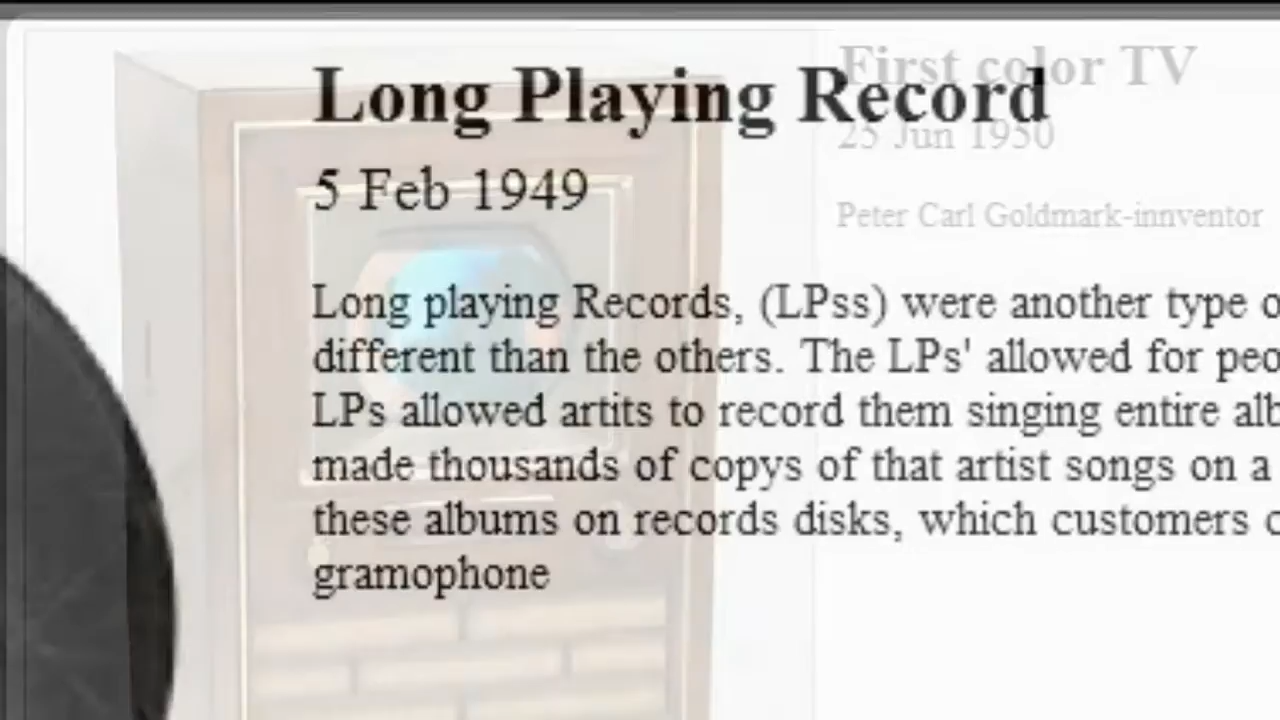 Long Playing Record
5 Feb 1949
Long playing Records, (LPss) were another type
different than the others. The LPs' allowed for
LPs allowed artits to record them singing entire
made thousands of copys of that artist songs on a
these albums on records disks, which customers
gramophone
First color TV
25 Jun 1950
Peter Carl Goldmark-innventor